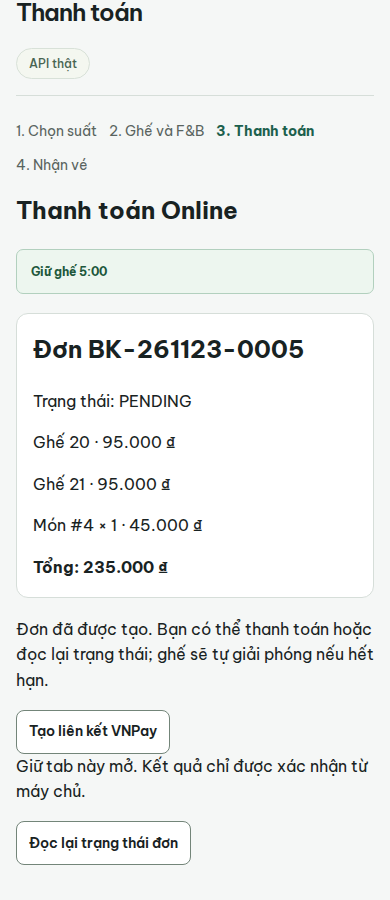 Thanh toán
API thật
1. Chọn suất 2. Ghế và F&B 3. Thanh toán
4. Nhận vé
Thanh toán Online
Giữ ghế 5:00
Đơn BK-261123-0005
Trạng thái: PENDING
Ghế 20 · 95.000 ₫
Ghế 21 · 95.000 ₫
Món #4 × 1 · 45.000 ₫
Tổng: 235.000 ₫
Đơn đã được tạo. Bạn có thể thanh toán hoặc
đọc lại trạng thái; ghế sẽ tự giải phóng nếu hết
hạn.
Tạo liên kết VNPay
Giữ tab này mở. Kết quả chỉ được xác nhận từ
máy chủ.
Đọc lại trạng thái đơn